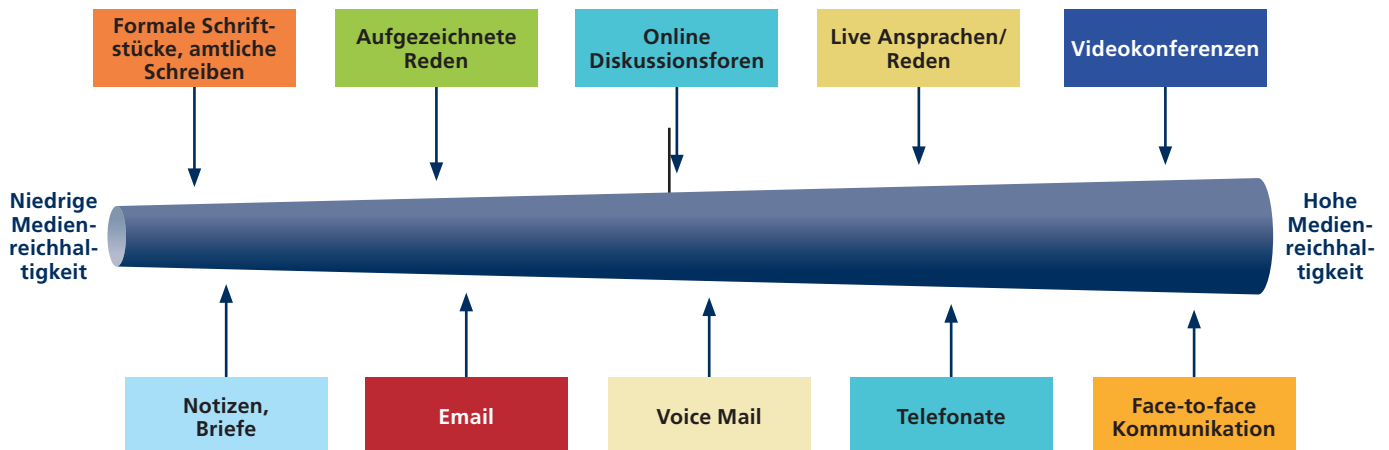 Formale Schrift-
stücke, amtliche
Schreiben
Aufgezeichnete
Reden
Online
Diskussionsforen
Live Ansprachen/
Reden
Videokonferenzen
Niedrige
Medien-
reichhal-
tigkeit
Hohe
Medien-
reichhal-
tigkeit
Notizen,
Briefe
Email
Voice Mail
Telefonate
Face-to-face
Kommunikation